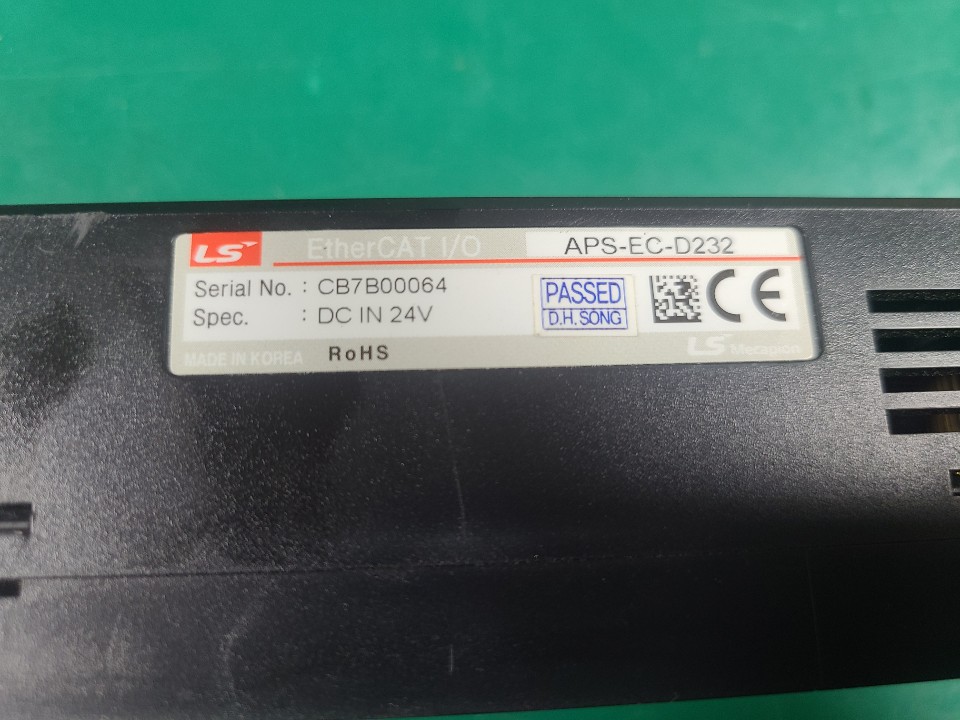 LS EtherCAT I/O APS-EC-D232
Serial No. : CB7B00064
Spec. : DC IN 24V
PASSED
D.H. SONG
CE
MADE IN KOREA RoHS
LS Mecapion